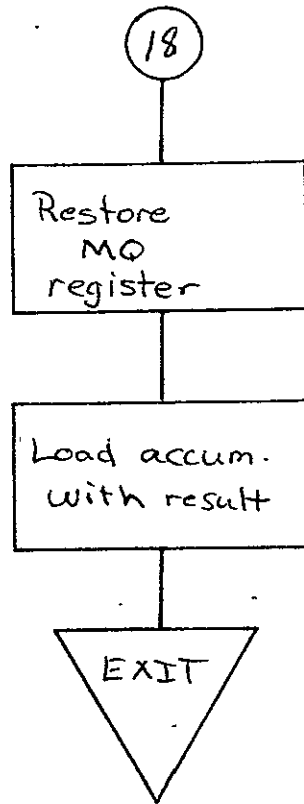 18
Restore
MQ
register
Load accum.
with result
EXIT